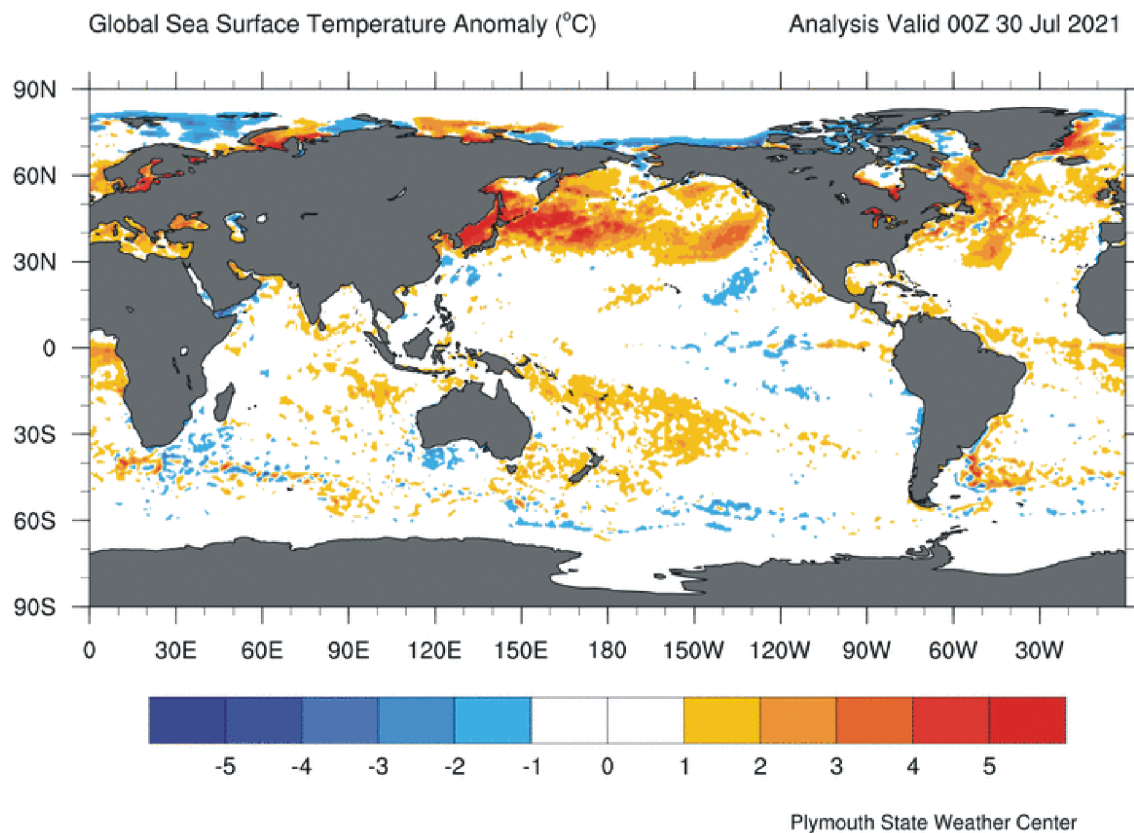 Global Sea Surface Temperature Anomaly (°C) Analysis Valid 00Z 30 Jul 2021
90N
60N
30N
0
30S
60S
90S
0 30E 60E 90E 120E 150E 180 150W 120W 90W 60W 30W
-5 -4 -3 -2 -1 0 1 2 3 4 5
Plymouth State Weather Center